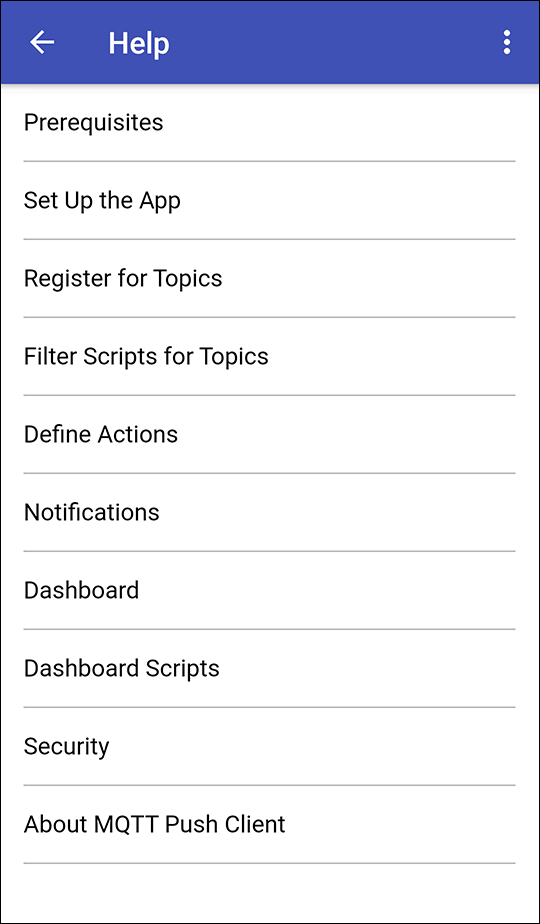 Help
Prerequisites
Set Up the App
Register for Topics
Filter Scripts for Topics
Define Actions
Notifications
Dashboard
Dashboard Scripts
Security
About MQTT Push Client